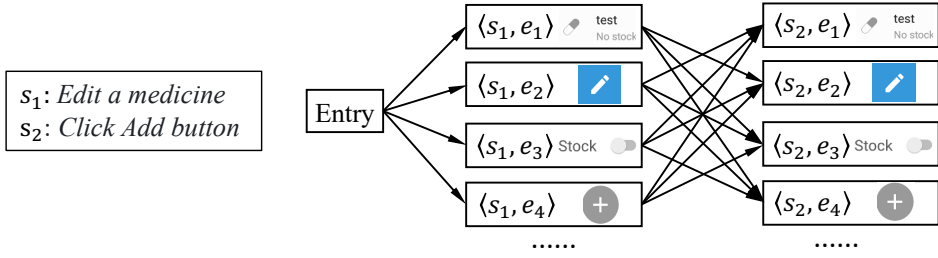 s₁: Edit a medicine
s₂: Click Add button
Entry
⟨s₁, e₁⟩ test
No stock
⟨s₁, e₂⟩
⟨s₁, e₃⟩ Stock
⟨s₁, e₄⟩
......
⟨s₂, e₁⟩ test
No stock
⟨s₂, e₂⟩
⟨s₂, e₃⟩ Stock
⟨s₂, e₄⟩
......